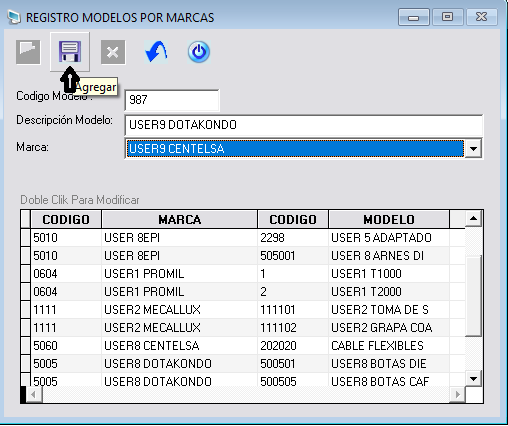 REGISTRO MODELOS POR MARCAS
Agregar
Codigo Modelo : 987
Descripción Modelo: USER9 DOTAKONDO
Marca: USER9 CENTELSA
Doble Clik Para Modificar
CODIGO MARCA CODIGO MODELO
5010 USER 8EPI 2298 USER 5 ADAPTADO
5010 USER 8EPI 505001 USER 8 ARNES DI
0604 USER1 PROMIL 1 USER1 T1000
0604 USER1 PROMIL 2 USER1 T2000
1111 USER2 MECALLUX 111101 USER2 TOMA DE S
1111 USER2 MECALLUX 111102 USER2 GRAPA COA
5060 USER8 CENTELSA 202020 CABLE FLEXIBLES
5005 USER8 DOTAKONDO 500501 USER8 BOTAS DIE
5005 USER8 DOTAKONDO 500505 USER8 BOTAS CAF